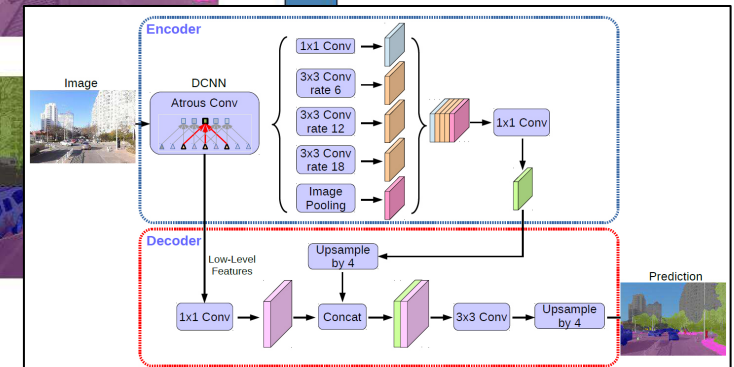 Encoder
Image
DCNN
Atrous Conv
1x1 Conv
3x3 Conv
rate 6
3x3 Conv
rate 12
3x3 Conv
rate 18
Image
Pooling
1x1 Conv
Decoder
Low-Level
Features
Upsample
by 4
1x1 Conv
Concat
3x3 Conv
Upsample
by 4
Prediction